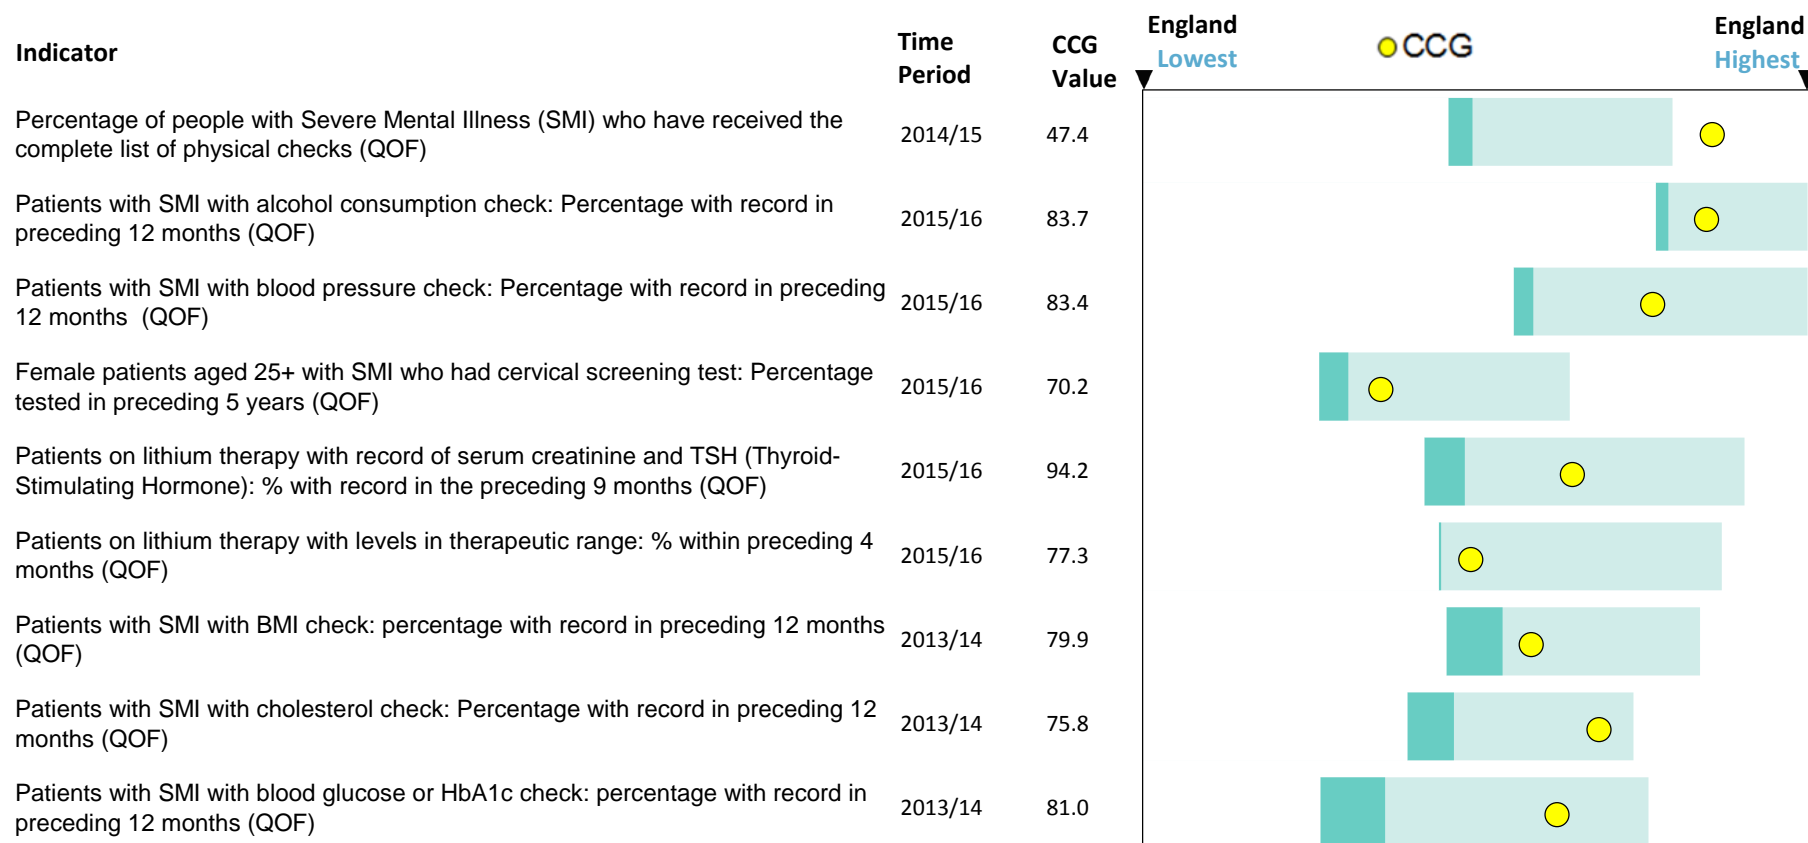 Indicator
Time Period
CCG Value
England Lowest
CCG
England Highest
Percentage of people with Severe Mental Illness (SMI) who have received the
complete list of physical checks (QOF)
2014/15
47.4
Patients with SMI with alcohol consumption check: Percentage with record in
preceding 12 months (QOF)
2015/16
83.7
Patients with SMI with blood pressure check: Percentage with record in preceding
12 months  (QOF)
2015/16
83.4
Female patients aged 25+ with SMI who had cervical screening test: Percentage
tested in preceding 5 years (QOF)
2015/16
70.2
Patients on lithium therapy with record of serum creatinine and TSH (Thyroid-
Stimulating Hormone): % with record in the preceding 9 months (QOF)
2015/16
94.2
Patients on lithium therapy with levels in therapeutic range: % within preceding 4
months (QOF)
2015/16
77.3
Patients with SMI with BMI check: percentage with record in preceding 12 months
(QOF)
2013/14
79.9
Patients with SMI with cholesterol check: Percentage with record in preceding 12
months (QOF)
2013/14
75.8
Patients with SMI with blood glucose or HbA1c check: percentage with record in
preceding 12 months (QOF)
2013/14
81.0